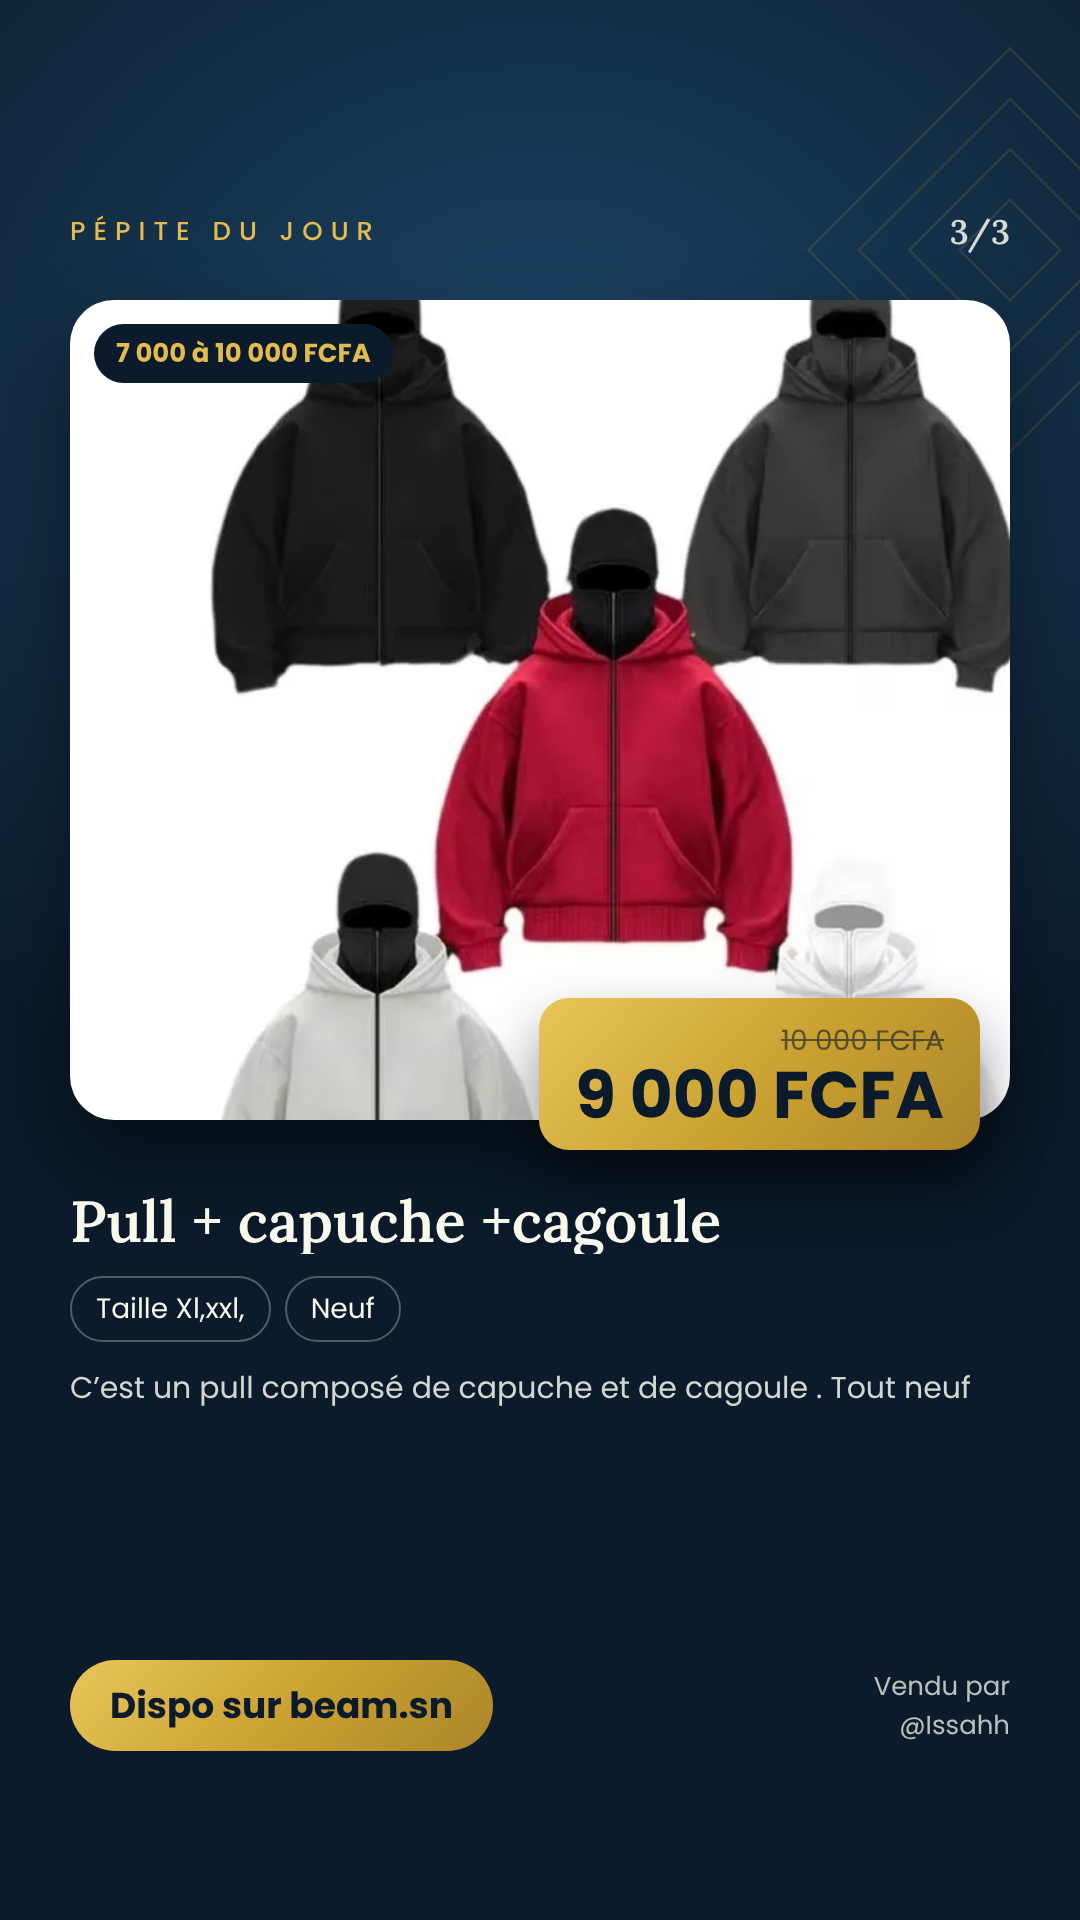 PÉPITE DU JOUR
3/3
7 000 à 10 000 FCFA
10 000 FCFA
9 000 FCFA
Pull + capuche +cagoule
Taille Xl,xxl,
Neuf
C’est un pull composé de capuche et de cagoule . Tout neuf
Dispo sur beam.sn
Vendu par
@Issahh